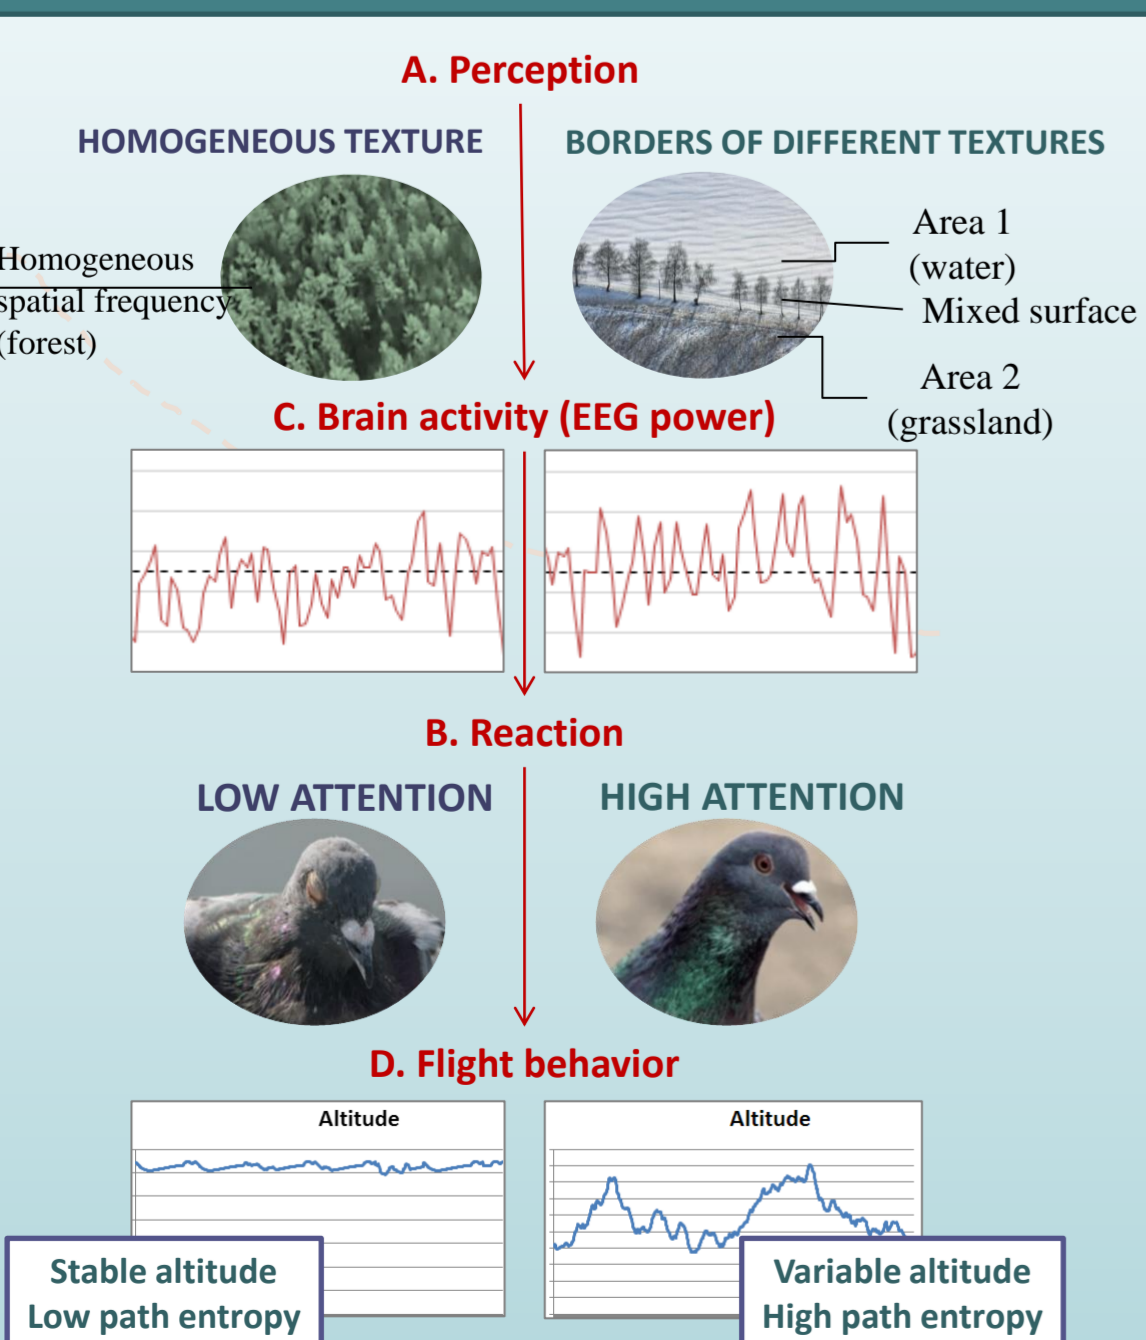 A. Perception
HOMOGENEOUS TEXTURE
BORDERS OF DIFFERENT TEXTURES
Homogeneous
spatial frequency
(forest)
Area 1
(water)
Mixed surface
Area 2
(grassland)
C. Brain activity (EEG power)
B. Reaction
LOW ATTENTION
HIGH ATTENTION
D. Flight behavior
Altitude
Altitude
Stable altitude
Low path entropy
Variable altitude
High path entropy